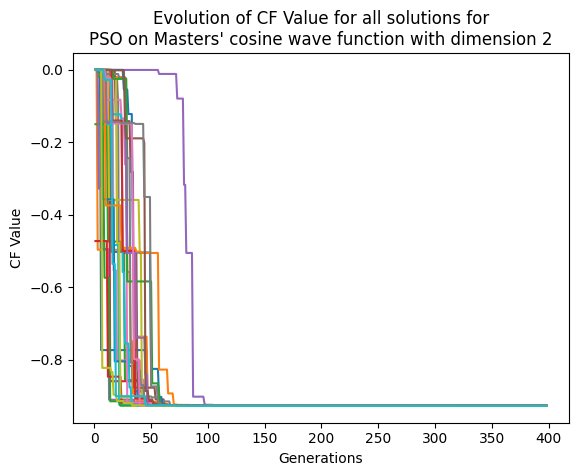 Evolution of CF Value for all solutions for
PSO on Masters' cosine wave function with dimension 2
0.0
−0.2
−0.4
−0.6
−0.8
CF Value
0 50 100 150 200 250 300 350 400
Generations